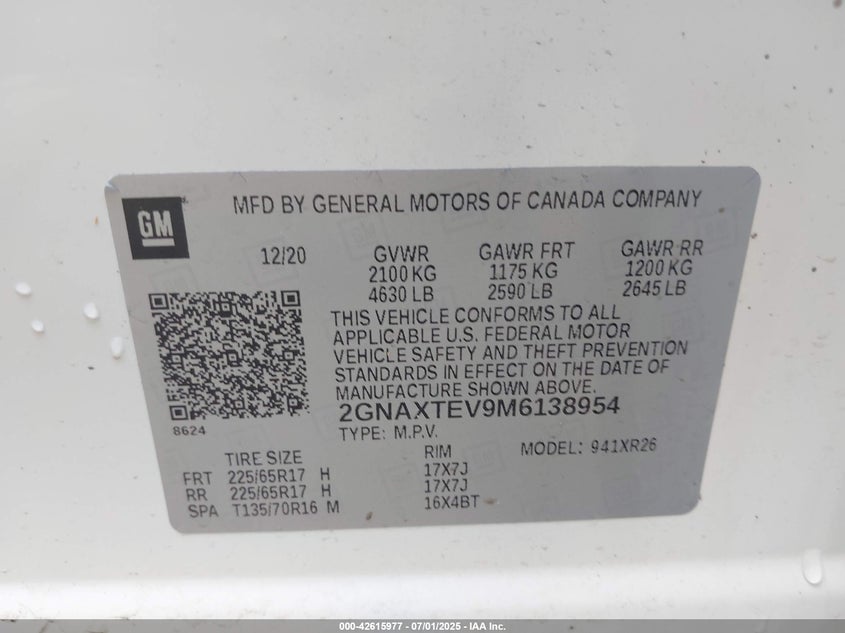 GM
MFD BY GENERAL MOTORS OF CANADA COMPANY
12/20 GVWR GAWR FRT GAWR RR
2100 KG 1175 KG 1200 KG
4630 LB 2590 LB 2645 LB
THIS VEHICLE CONFORMS TO ALL
APPLICABLE U.S. FEDERAL MOTOR
VEHICLE SAFETY AND THEFT PREVENTION
STANDARDS IN EFFECT ON THE DATE OF
MANUFACTURE SHOWN ABOVE.
2GNAXTEV9M6138954
8624
TYPE: M.P.V. MODEL: 941XR26
TIRE SIZE RIM
FRT 225/65R17 H 17X7J
RR 225/65R17 H 17X7J
SPA T135/70R16 M 16X4BT
000-42615977 - 07/01/2025 - IAA Inc.